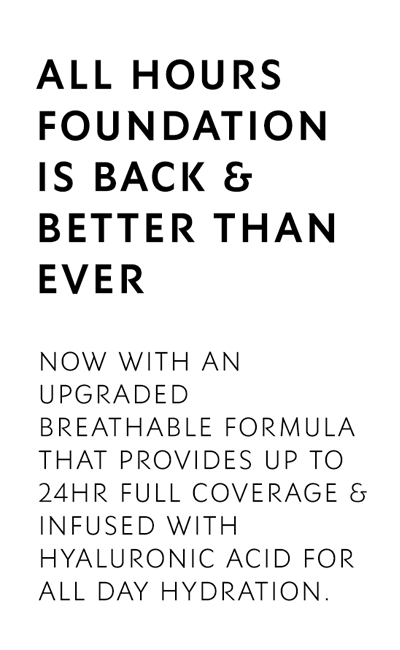 ALL HOURS
FOUNDATION
IS BACK &
BETTER THAN
EVER
NOW WITH AN
UPGRADED
BREATHABLE FORMULA
THAT PROVIDES UP TO
24HR FULL COVERAGE &
INFUSED WITH
HYALURONIC ACID FOR
ALL DAY HYDRATION.